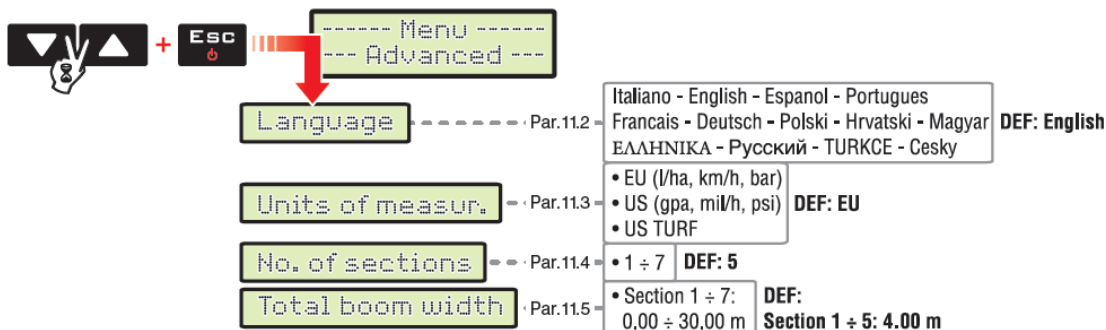 Esc
------ Menu ------
--- Advanced ---
Language
Par.11.2
Italiano - English - Espanol - Portugues
Francais - Deutsch - Polski - Hrvatski - Magyar
ΕΛΛΗΝΙΚΑ - Русский - TURKCE - Cesky
DEF: English
Units of measur.
Par.11.3
• EU (l/ha, km/h, bar)
• US (gpa, mil/h, psi)
• US TURF
DEF: EU
No. of sections
Par.11.4
• 1 ÷ 7
DEF: 5
Total boom width
Par.11.5
• Section 1 ÷ 7:
0,00 ÷ 30,00 m
DEF:
Section 1 ÷ 5: 4.00 m